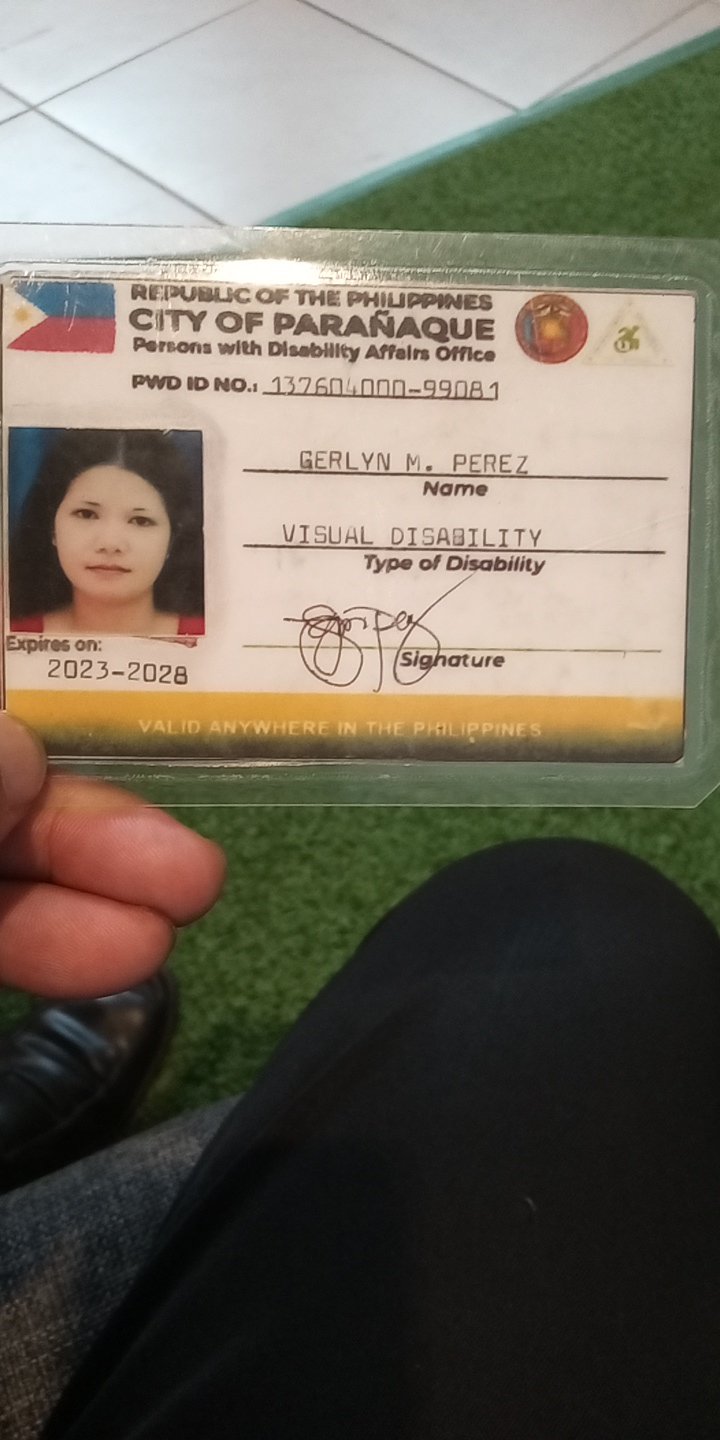 REPUBLIC OF THE PHILIPPINES
CITY OF PARAÑAQUE
Persons with Disability Affairs Office
PWD ID NO.: 137604000-99081
GERLYN M. PEREZ
Name
VISUAL DISABILITY
Type of Disability
Signature
Expires on:
2023-2028
VALID ANYWHERE IN THE PHILIPPINES